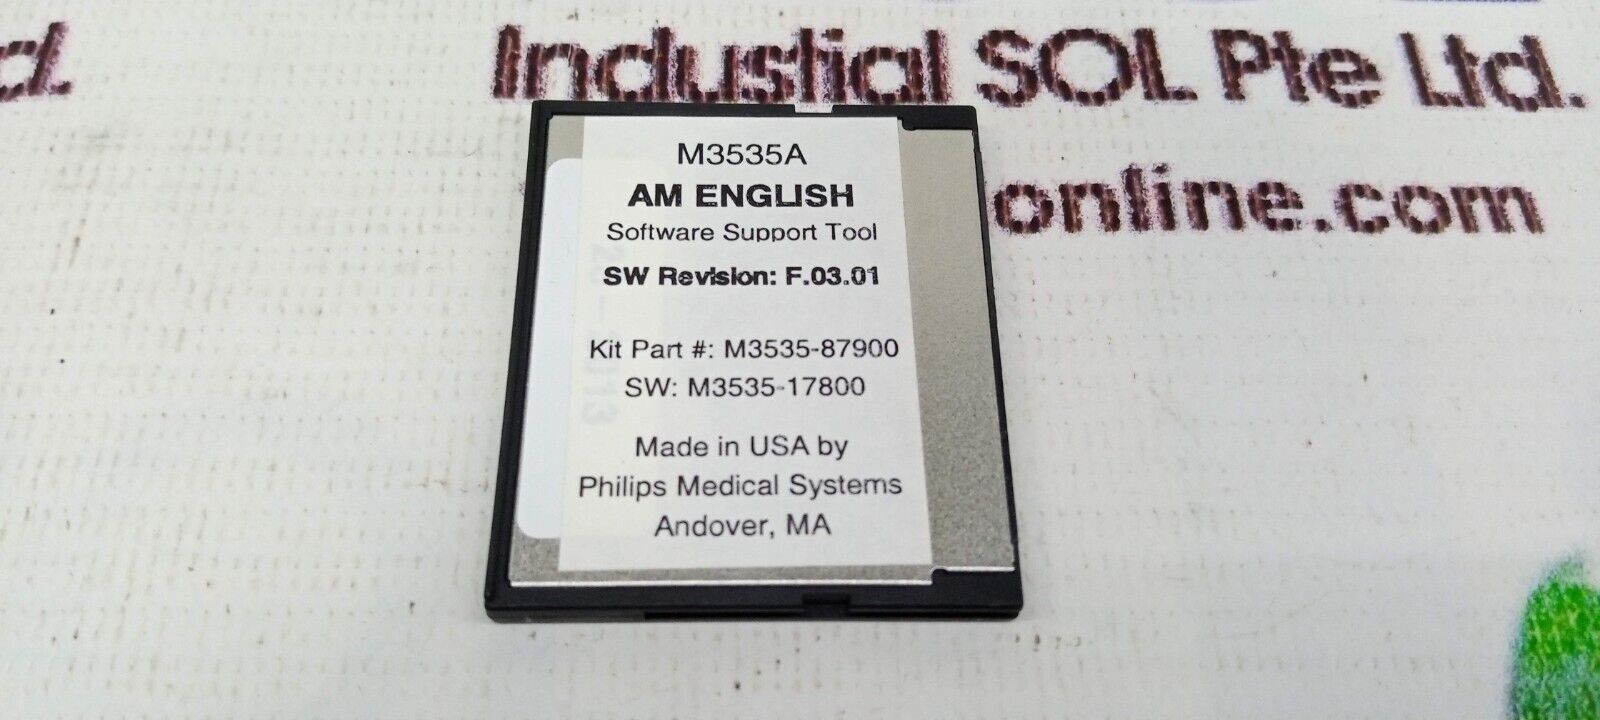 d.
Industial SOL Pte Ltd.
online.com
M3535A
AM ENGLISH
Software Support Tool
SW Revision: F.03.01
Kit Part #: M3535-87900
SW: M3535-17800
Made in USA by
Philips Medical Systems
Andover, MA